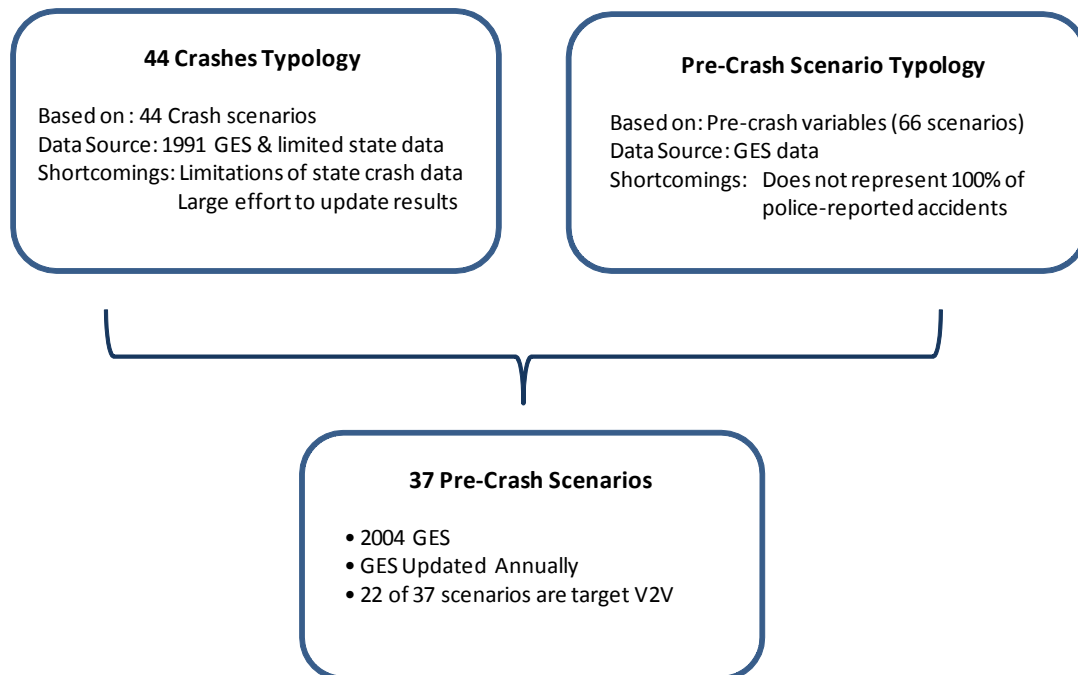 44 Crashes Typology
Based on : 44 Crash scenarios
Data Source: 1991 GES & limited state data
Shortcomings: Limitations of state crash data
Large effort to update results
Pre-Crash Scenario Typology
Based on: Pre-crash variables (66 scenarios)
Data Source: GES data
Shortcomings: Does not represent 100% of
police-reported accidents
37 Pre-Crash Scenarios
• 2004 GES
• GES Updated Annually
• 22 of 37 scenarios are target V2V